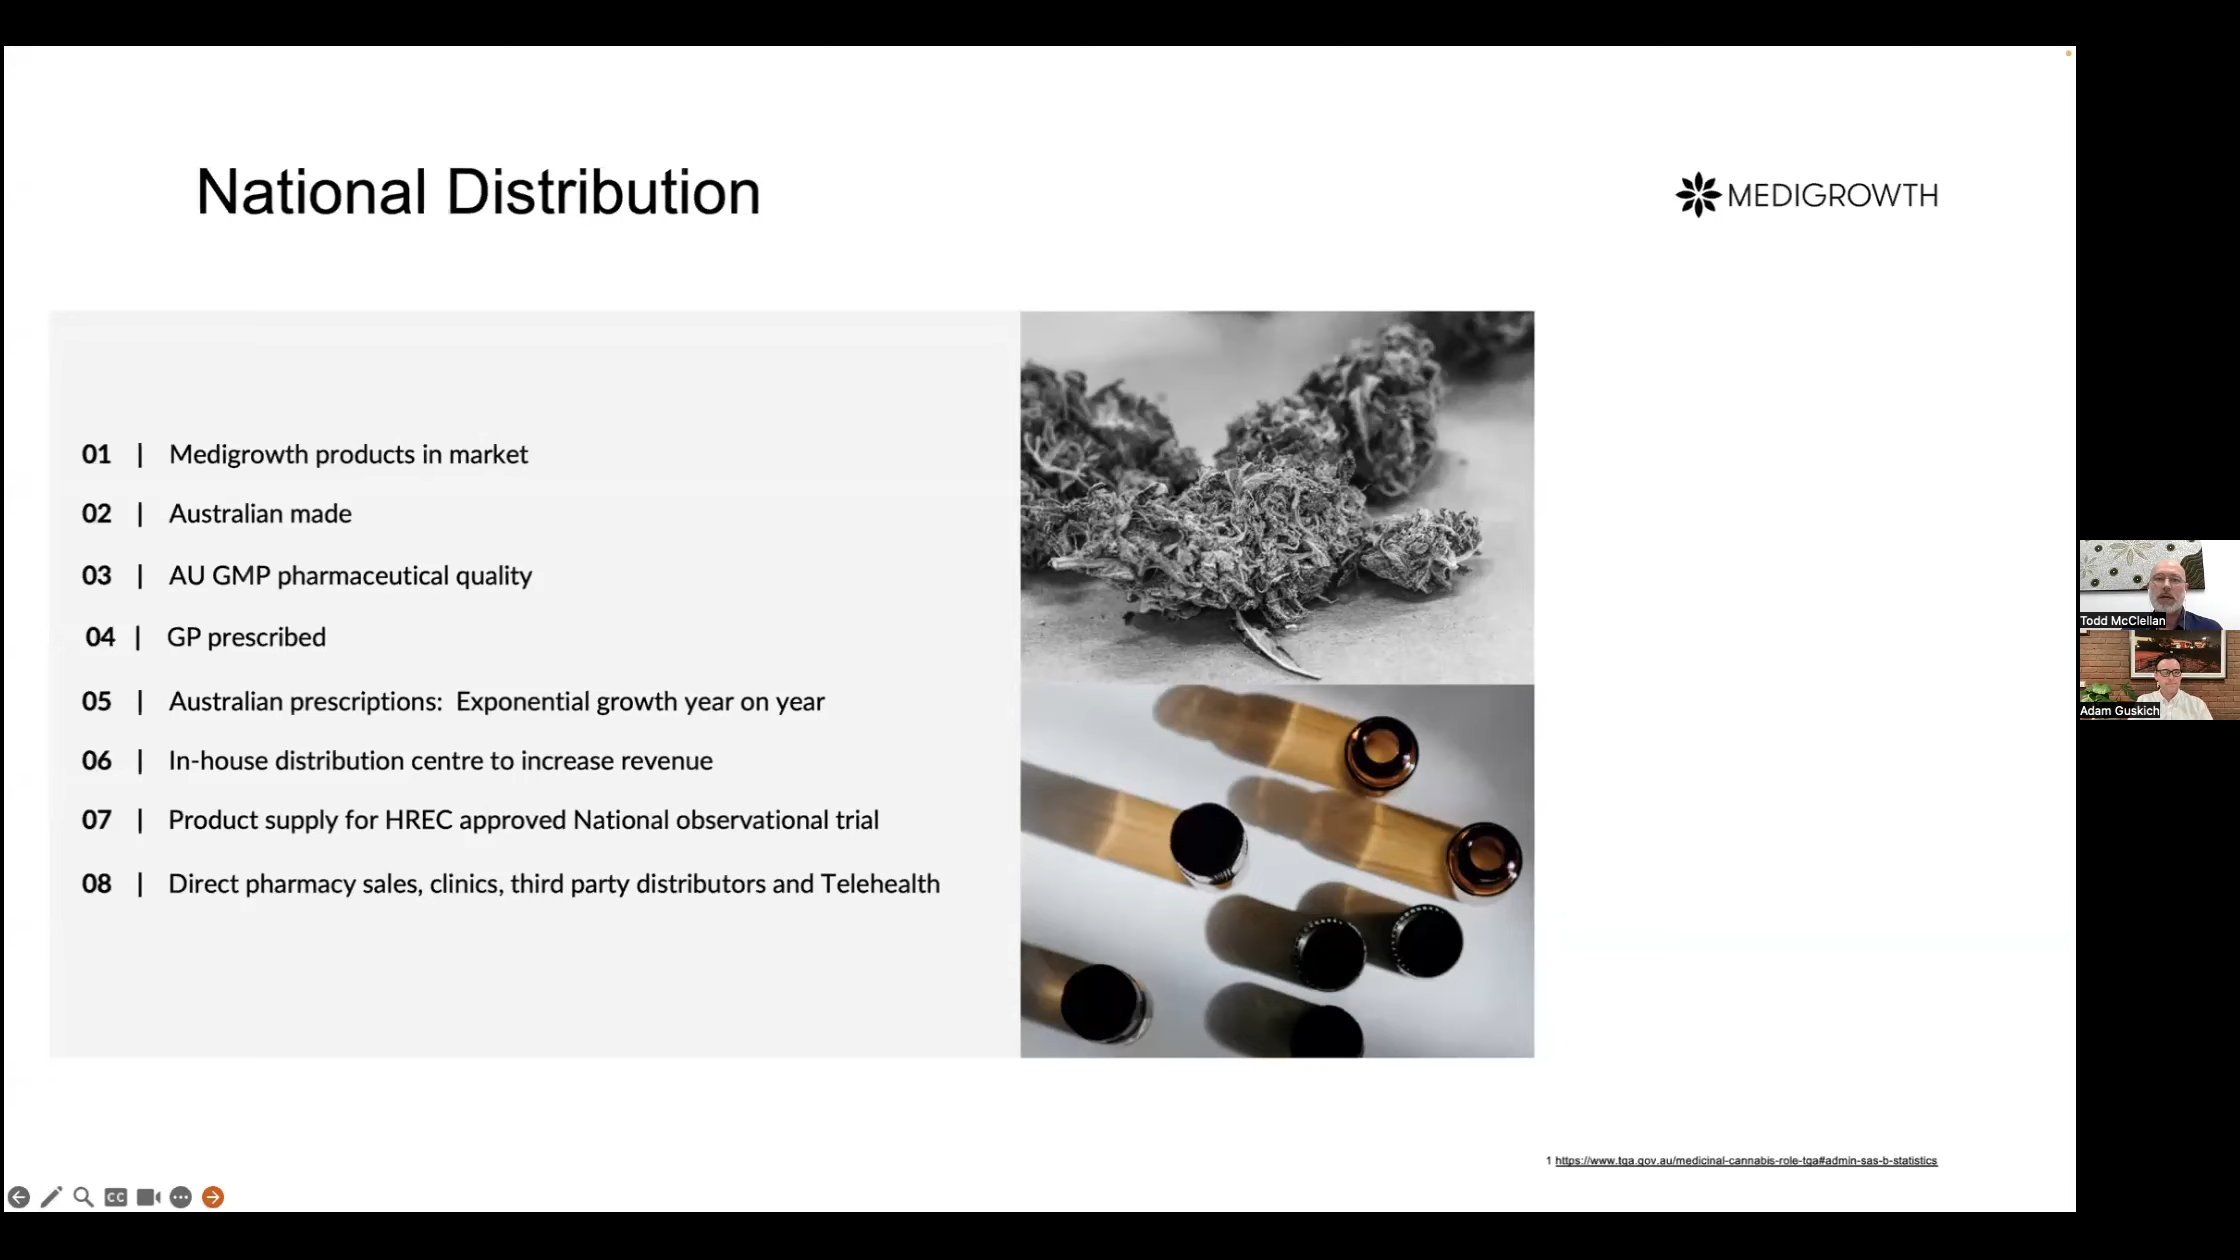 National Distribution
MEDIGROWTH
01 | Medigrowth products in market
02 | Australian made
03 | AU GMP pharmaceutical quality
04 | GP prescribed
05 | Australian prescriptions: Exponential growth year on year
06 | In-house distribution centre to increase revenue
07 | Product supply for HREC approved National observational trial
08 | Direct pharmacy sales, clinics, third party distributors and Telehealth
Todd McClellan
Adam Guskich
1 https://www.tga.gov.au/medicinal-cannabis-role-tga#admin-sas-b-statistics
CC